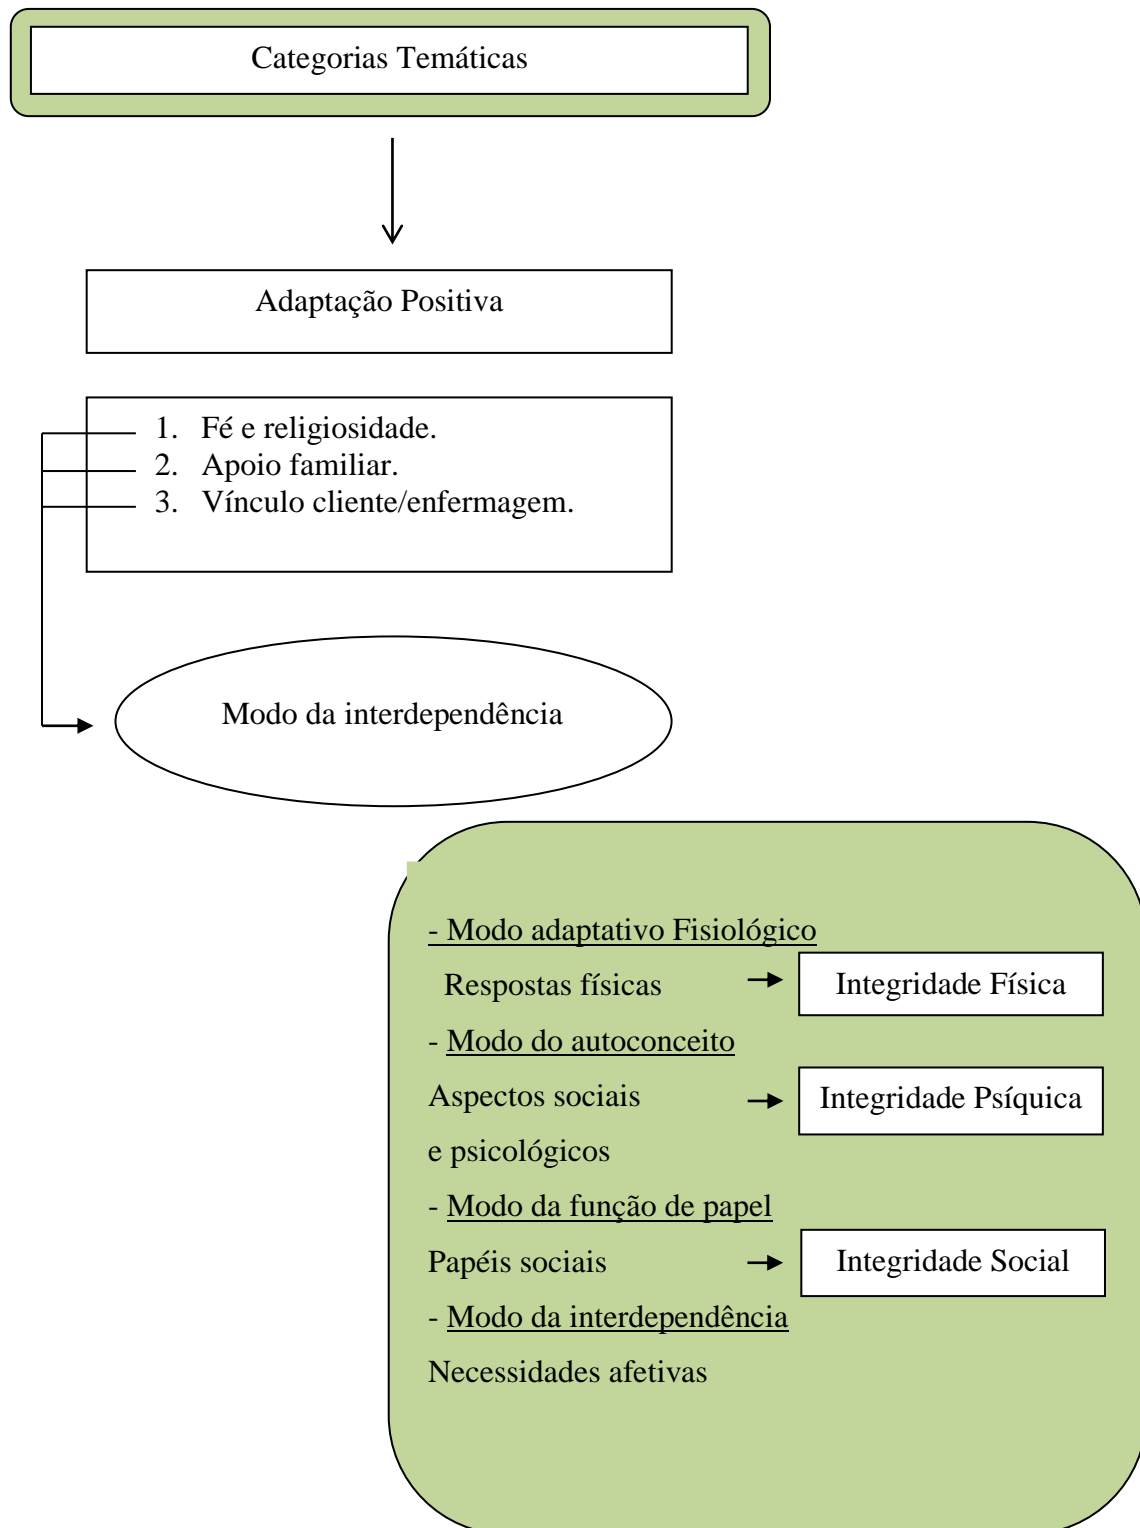 Categorias Temáticas
Adaptação Positiva
1. Fé e religiosidade.
2. Apoio familiar.
3. Vínculo cliente/enfermagem.
Modo da interdependência
- Modo adaptativo Fisiológico
Respostas físicas
Integridade Física
- Modo do autoconceito
Aspectos sociais
e psicológicos
Integridade Psíquica
- Modo da função de papel
Papéis sociais
Integridade Social
- Modo da interdependência
Necessidades afetivas